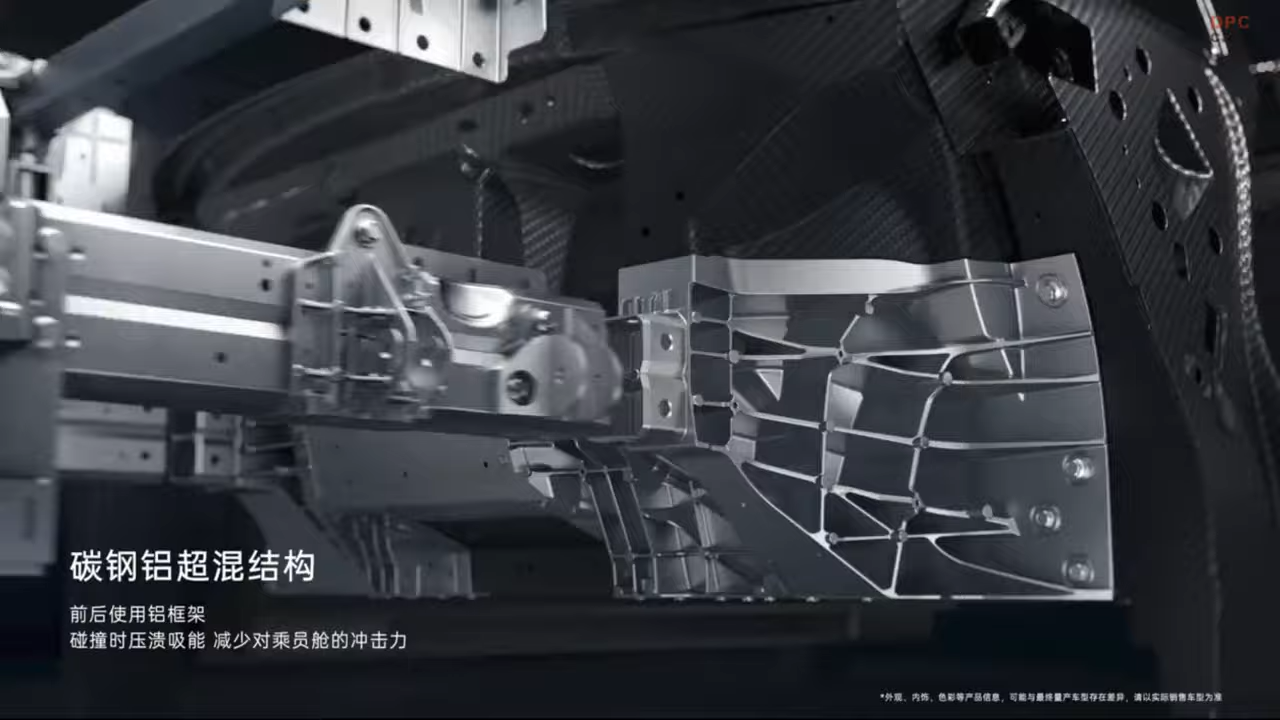 DPC
碳钢铝超混结构
前后使用铝框架
碰撞时压溃吸能 减少对乘员舱的冲击力
*外观、内饰、色彩等产品信息,可能与最终量产车型存在差异,请以实际销售车型为准